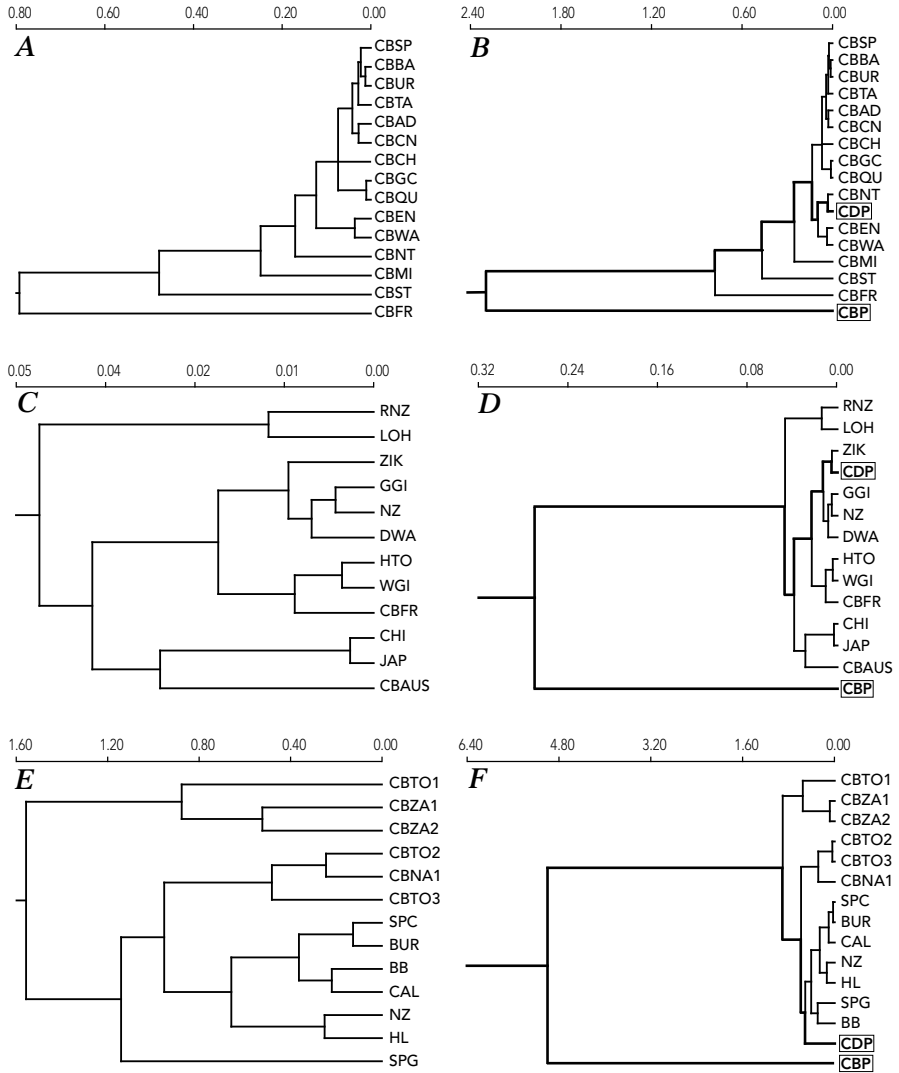 0.80 0.60 0.40 0.20 0.00
A
CBSP
CBBA
CBUR
CBTA
CBAD
CBCN
CBCH
CBGC
CBQU
CBEN
CBWA
CBNT
CBMI
CBST
CBFR
2.40 1.80 1.20 0.60 0.00
B
CBSP
CBBA
CBUR
CBTA
CBAD
CBCN
CBCH
CBGC
CBQU
CBNT
CDP
CBEN
CBWA
CBMI
CBST
CBFR
CBP
0.05 0.04 0.02 0.01 0.00
C
RNZ
LOH
ZIK
GGI
NZ
DWA
HTO
WGI
CBFR
CHI
JAP
CBAUS
0.32 0.24 0.16 0.08 0.00
D
RNZ
LOH
ZIK
CDP
GGI
NZ
DWA
HTO
WGI
CBFR
CHI
JAP
CBAUS
CBP
1.60 1.20 0.80 0.40 0.00
E
CBTO1
CBZA1
CBZA2
CBTO2
CBNA1
CBTO3
SPC
BUR
BB
CAL
NZ
HL
SPG
6.40 4.80 3.20 1.60 0.00
F
CBTO1
CBZA1
CBZA2
CBTO2
CBTO3
CBNA1
SPC
BUR
CAL
NZ
HL
SPG
BB
CDP
CBP